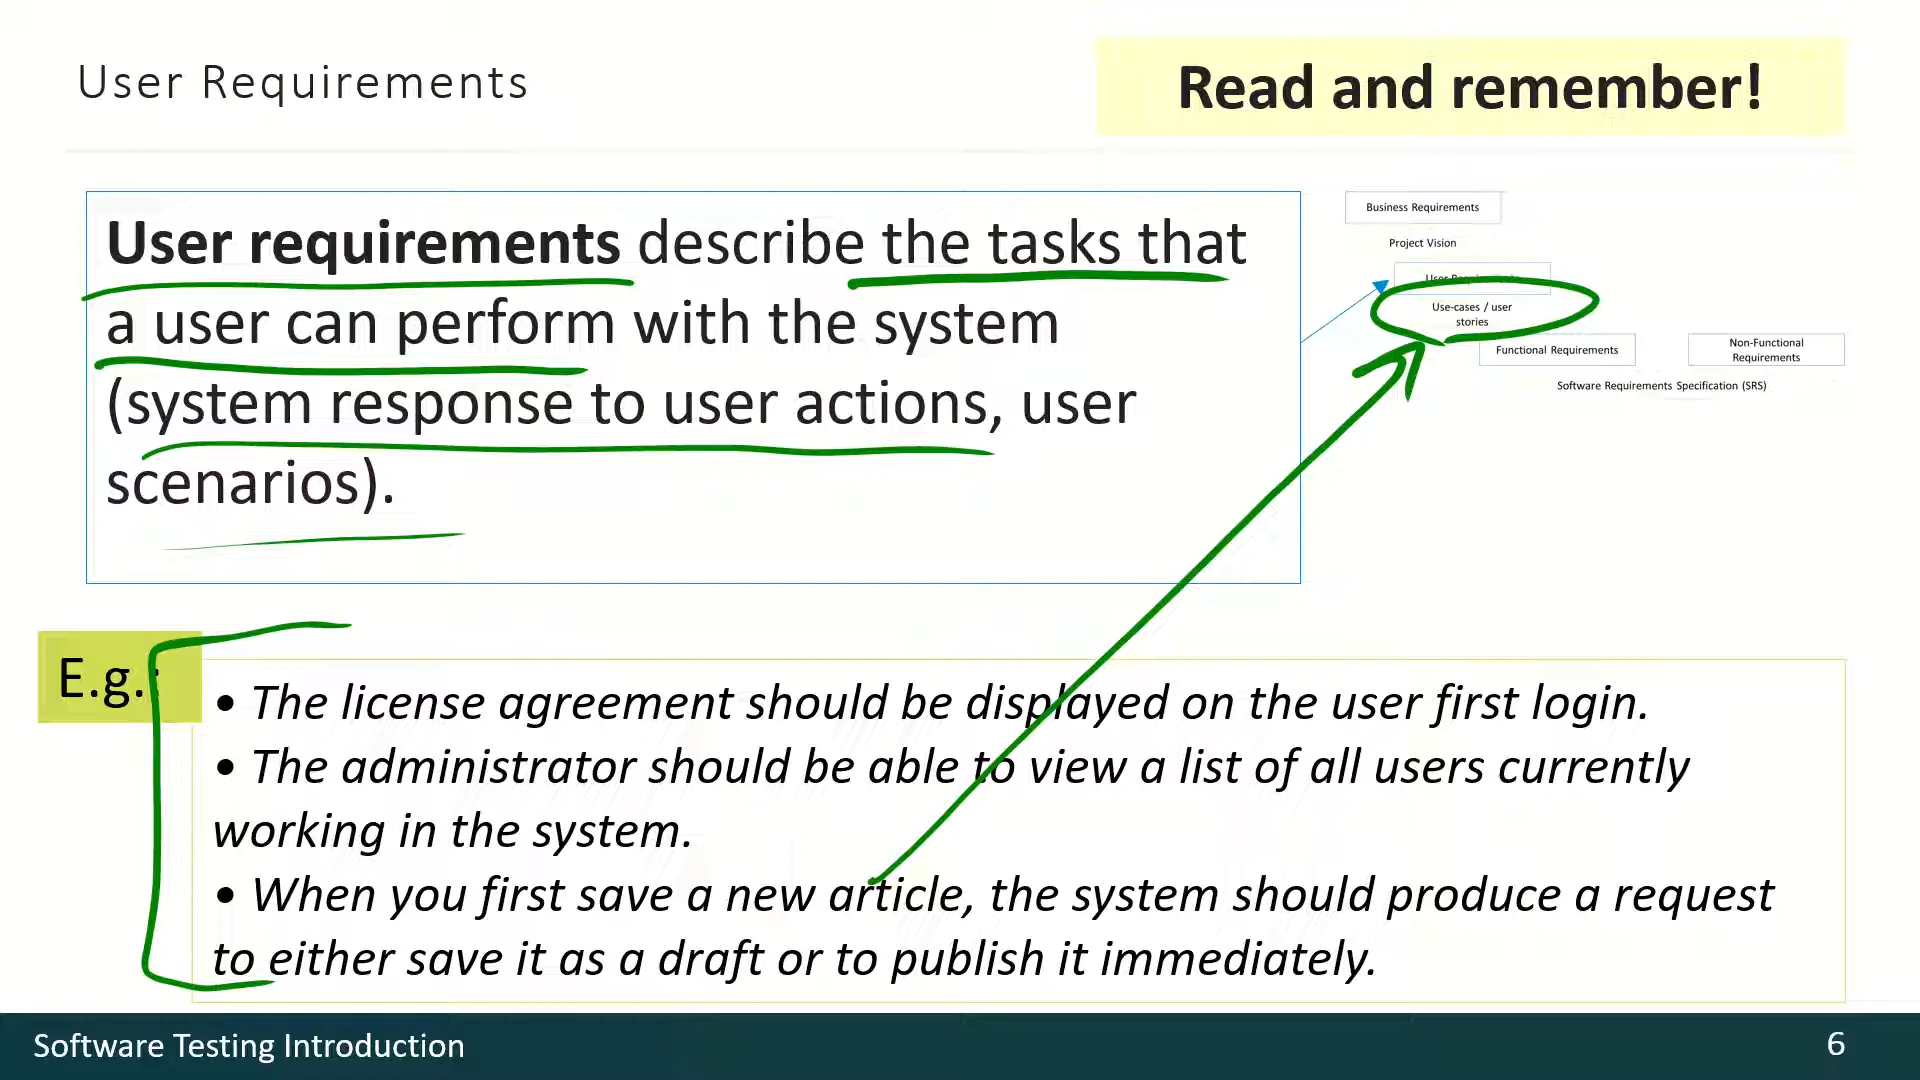 User Requirements
Read and remember!
User requirements describe the tasks that
a user can perform with the system
(system response to user actions, user
scenarios).
Business Requirements
Project Vision
User Requirements
Use-cases / user
stories
Functional Requirements
Non-Functional
Requirements
Software Requirements Specification (SRS)
E.g.:
• The license agreement should be displayed on the user first login.
• The administrator should be able to view a list of all users currently
working in the system.
• When you first save a new article, the system should produce a request
to either save it as a draft or to publish it immediately.
Software Testing Introduction
6